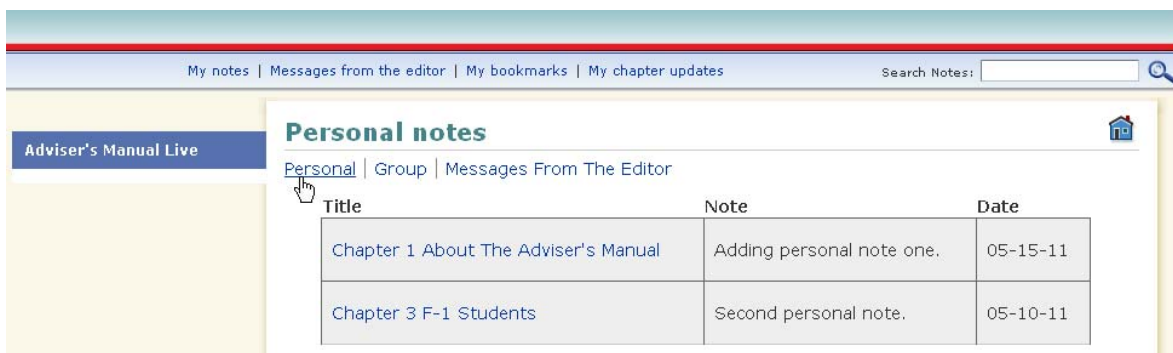 My notes | Messages from the editor | My bookmarks | My chapter updates Search Notes:
Adviser's Manual Live
Personal notes
Personal | Group | Messages From The Editor
Title Note Date
Chapter 1 About The Adviser's Manual Adding personal note one. 05-15-11
Chapter 3 F-1 Students Second personal note. 05-10-11